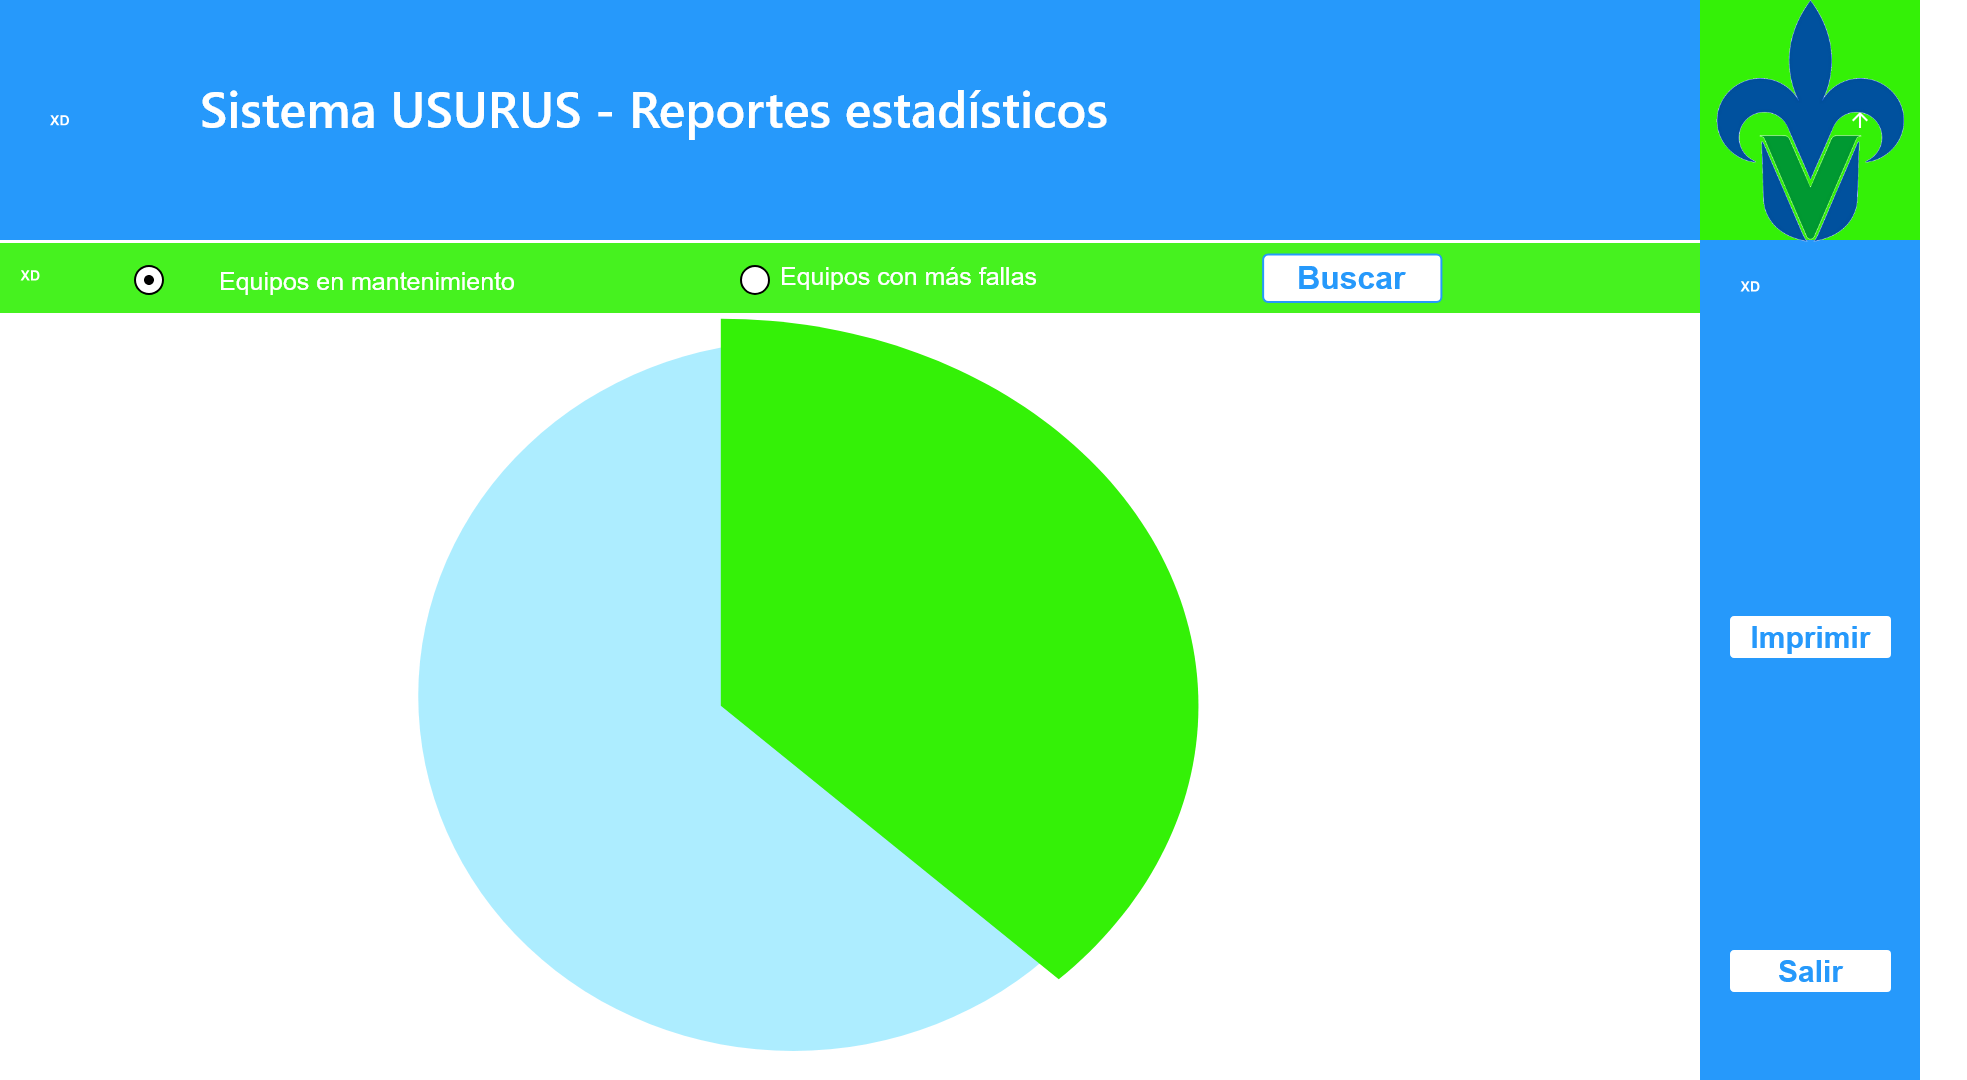 XD
Sistema USURUS - Reportes estadísticos
XD
Equipos en mantenimiento
Equipos con más fallas
Buscar
XD
Imprimir
Salir